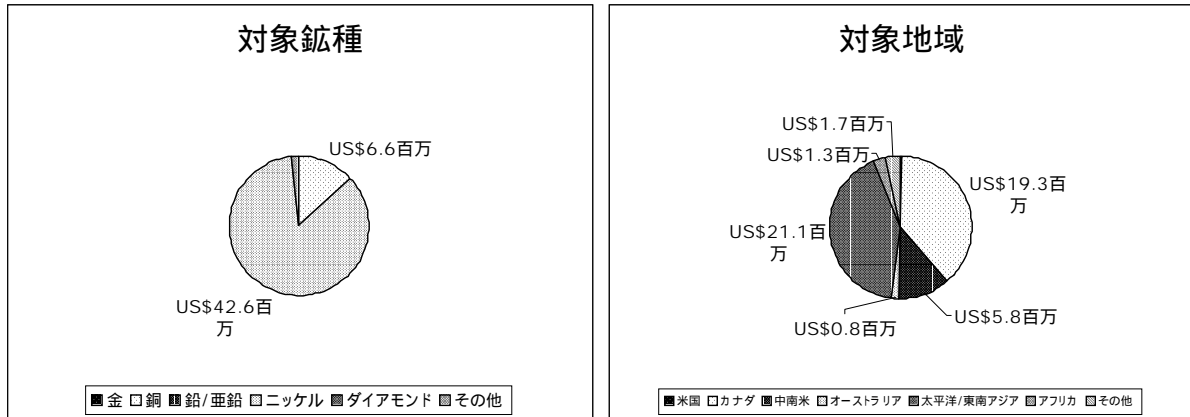 対象鉱種
US$6.6百万
US$42.6百
万
■金 □銅 ■鉛/亜鉛 □ニッケル ■ダイアモンド ■その他
対象地域
US$1.7百万
US$1.3百万
US$19.3百
万
US$21.1百
万
US$0.8百万
US$5.8百万
■米国 □カナダ ■中南米 □オーストラリア ■太平洋/東南アジア ■アフリカ □その他